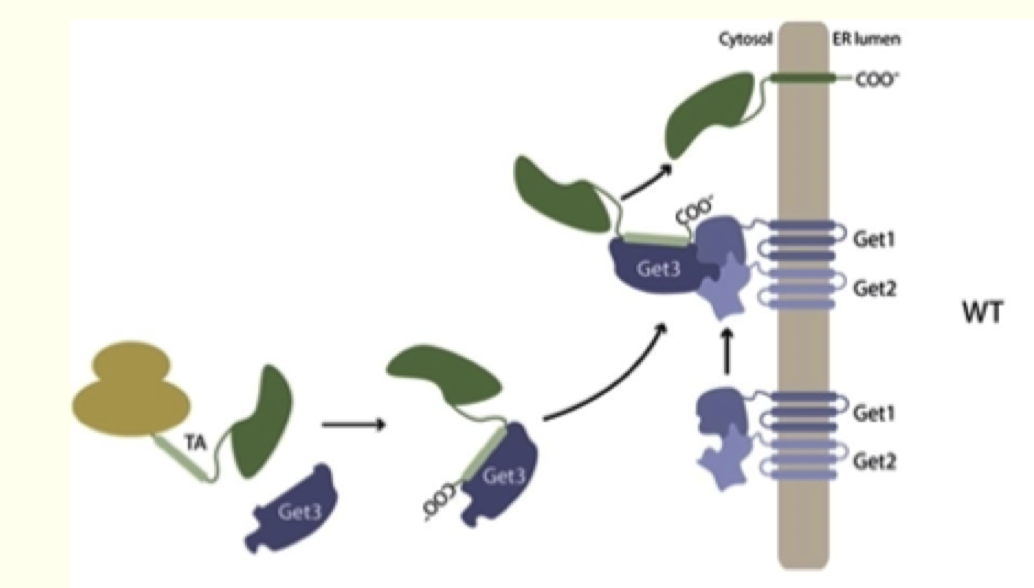 Cytosol
ER lumen
COO⁻
COO⁻
Get3
Get1
Get2
WT
TA
Get3
COO⁻
Get3
Get1
Get2